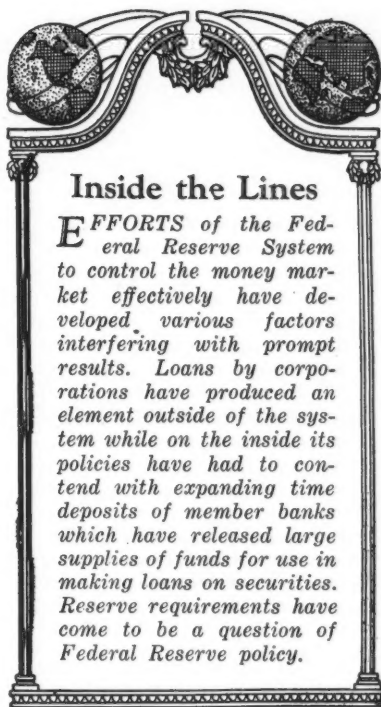 Inside the Lines
EFFORTS of the Fed-
eral Reserve System
to control the money mar-
ket effectively have de-
veloped various factors
interfering with prompt
results. Loans by corpo-
rations have produced an
element outside of the sys-
tem while on the inside its
policies have had to con-
tend with expanding time
deposits of member banks
which have released large
supplies of funds for use in
making loans on securities.
Reserve requirements have
come to be a question of
Federal Reserve policy.